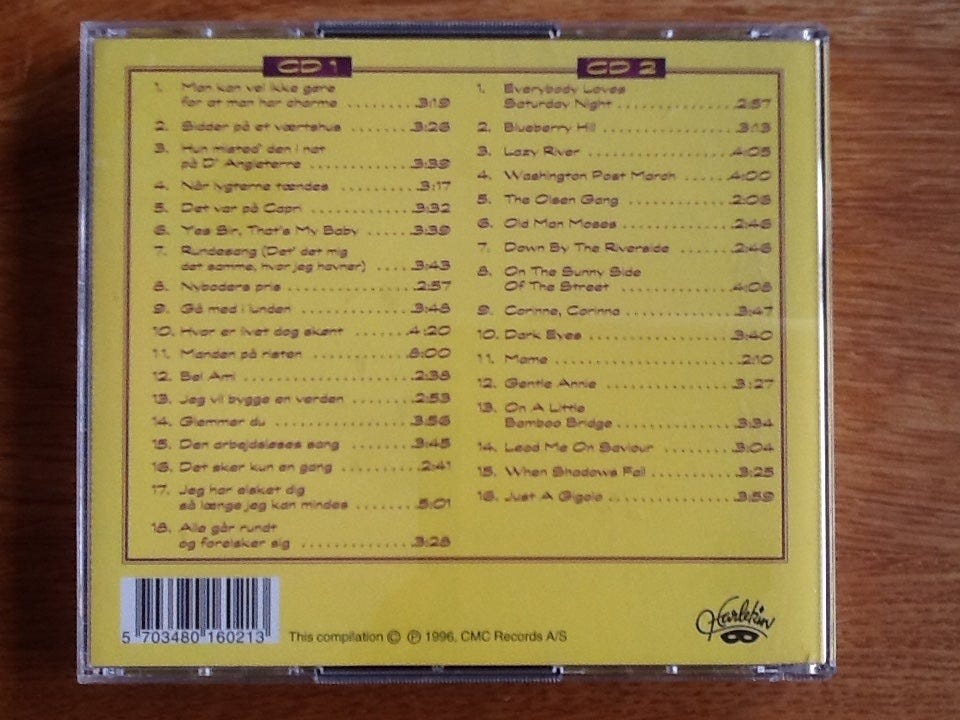 CD 1
1. Man kan vel ikke gøre
for at man har charme ........ 3:19
2. Sidder på et værtshus ....... 3:26
3. Hun misted' den i nat
på D' Angleterre ............ 3:39
4. Når lygterne tændes ........ 3:17
5. Det var på Capri ............ 3:32
6. Yes Sir, That's My Baby ..... 3:39
7. Rundesang (Det' det mig
det samme, hvor jeg havner) ..... 3:43
8. Nyboders pris ............... 2:57
9. Gå med i lunden ............. 3:48
10. Hvor er livet dog skønt ....... 4:20
11. Manden på risten ............ 8:00
12. Bel Ami ..................... 2:38
13. Jeg vil bygge en verden ....... 2:53
14. Glemmer du ................. 3:56
15. Den arbejdsløses sang ....... 3:45
16. Det sker kun en gang ........ 2:41
17. Jeg har elsket dig
så længe jeg kan mindes ....... 5:01
18. Alle går rundt
og forelsker sig ............. 3:28
CD 2
1. Everybody Loves
Saturday Night ............. 2:57
2. Blueberry Hill ............... 3:13
3. Lazy River ................. 4:05
4. Washington Post March ...... 4:00
5. The Olsen Gang ............ 2:08
6. Old Man Moses ............ 2:46
7. Down By The Riverside ...... 2:46
8. On The Sunny Side
Of The Street .............. 4:08
9. Corinne, Corinna ............. 3:47
10. Dark Eyes ................. 3:40
11. Mame ...................... 2:10
12. Gentle Annie ............... 3:27
13. On A Little
Bamboo Bridge ............. 3:34
14. Lead Me On Saviour ........ 3:04
15. When Shadows Fall ......... 3:25
16. Just A Gigolo ............... 3:59
5 703480 160213
This compilation © ℗ 1996, CMC Records A/S
Harlekin